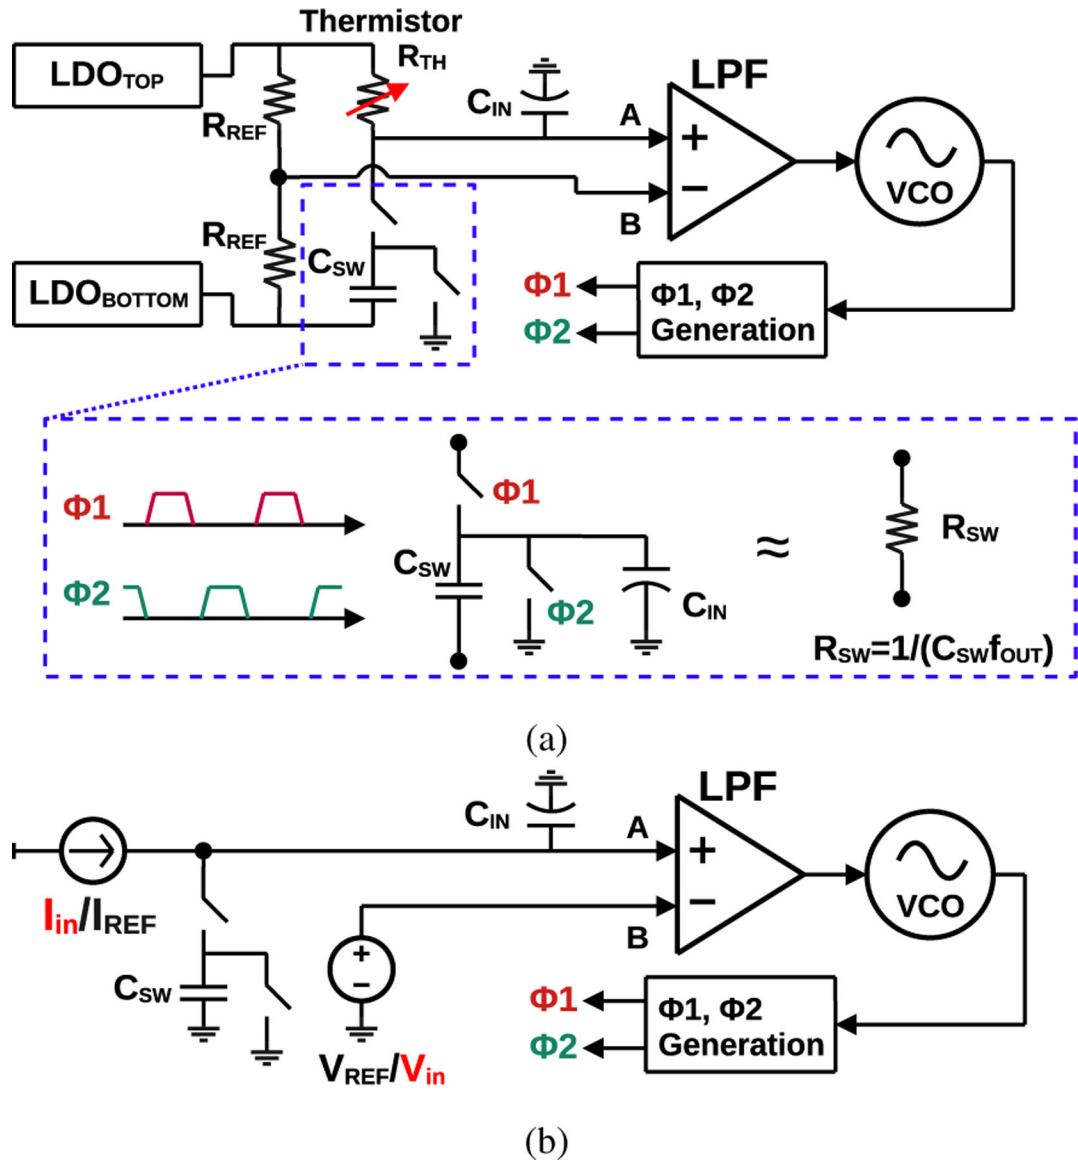 Thermistor
LDOTOP
RTH
RREF
CIN
A
LPF
+
−
VCO
B
RREF
CSW
LDOBOTTOM
Φ1
Φ2
Φ1, Φ2
Generation
Φ1
Φ2
Φ1
CSW
Φ2
CIN
≈
RSW
RSW=1/(CSWfOUT)
(a)
LPF
CIN
A
+
−
VCO
Iin/IREF
B
CSW
+
−
VREF/Vin
Φ1
Φ2
Φ1, Φ2
Generation
(b)